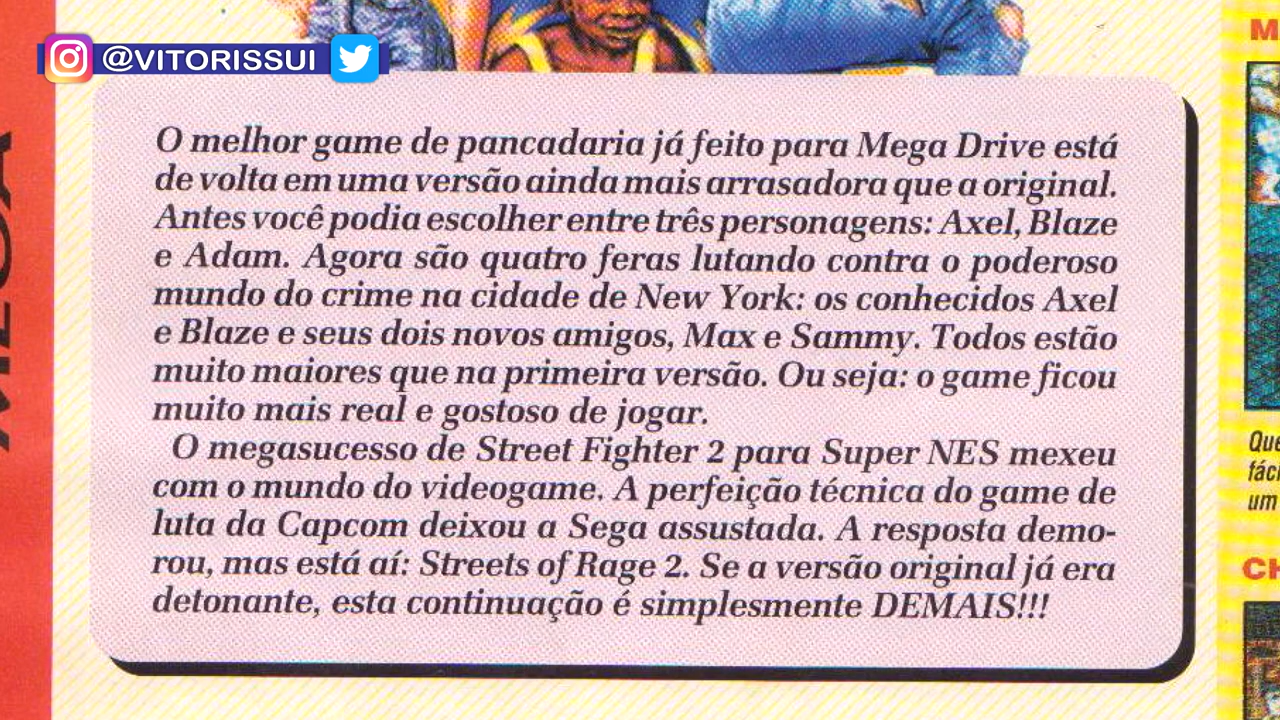 @VITORISSUI
O melhor game de pancadaria já feito para Mega Drive está
de volta em uma versão ainda mais arrasadora que a original.
Antes você podia escolher entre três personagens: Axel, Blaze
e Adam. Agora são quatro feras lutando contra o poderoso
mundo do crime na cidade de New York: os conhecidos Axel
e Blaze e seus dois novos amigos, Max e Sammy. Todos estão
muito maiores que na primeira versão. Ou seja: o game ficou
muito mais real e gostoso de jogar.
O megasucesso de Street Fighter 2 para Super NES mexeu
com o mundo do videogame. A perfeição técnica do game de
luta da Capcom deixou a Sega assustada. A resposta demo-
rou, mas está aí: Streets of Rage 2. Se a versão original já era
detonante, esta continuação é simplesmente DEMAIS!!!
um